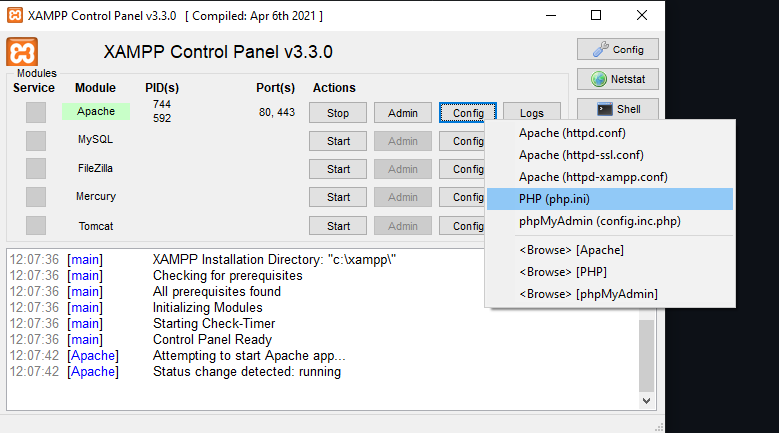 XAMPP Control Panel v3.3.0 [ Compiled: Apr 6th 2021 ]
XAMPP Control Panel v3.3.0
Config
Netstat
Shell
Modules
Service Module PID(s) Port(s) Actions
Apache 744 592 80, 443 Stop Admin Config Logs
MySQL Start Admin Config
FileZilla Start Admin Config
Mercury Start Admin Config
Tomcat Start Admin Config
Apache (httpd.conf)
Apache (httpd-ssl.conf)
Apache (httpd-xampp.conf)
PHP (php.ini)
phpMyAdmin (config.inc.php)
<Browse> [Apache]
<Browse> [PHP]
<Browse> [phpMyAdmin]
12:07:36 [main] XAMPP Installation Directory: "c:\xampp\"
12:07:36 [main] Checking for prerequisites
12:07:36 [main] All prerequisites found
12:07:36 [main] Initializing Modules
12:07:36 [main] Starting Check-Timer
12:07:36 [main] Control Panel Ready
12:07:42 [Apache] Attempting to start Apache app...
12:07:42 [Apache] Status change detected: running